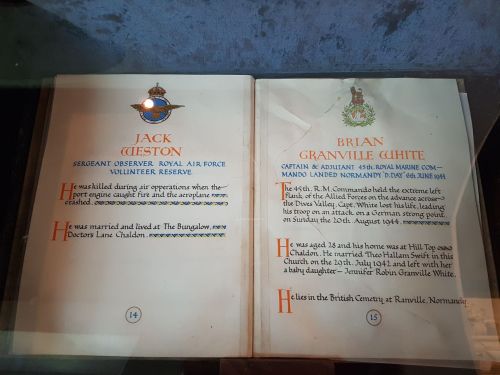 JACK
WESTON
SERGEANT OBSERVER ROYAL AIR FORCE
VOLUNTEER RESERVE
He was killed during air opperations when the
port engine caught fire and the aeroplane
crashed.
He was married and lived at The Bungalow,
Doctors Lane Chaldon.
14
BRIAN
GRANVILLE WHITE
CAPTAIN & ADJUTANT 45th ROYAL MARINE COM-
MANDO LANDED NORMANDY 'D.DAY' 6th JUNE 1944
The 45th. R.M. Commando held the extreme left
flank of the Allied Forces on the advance across
the Dives Valley. Capt. White lost his life, leading
his troop on an attack on a German strong point
on Sunday the 20th. August 1944.
He was aged 28 and his home was at Hill Top
Chaldon. He married Theo Hallam Swift in this
Church on the 29th. July 1942 and left with her
a baby daughter- Jennifer Robin Granville White.
He lies in the British Cemetry at Ranville, Normandy
15